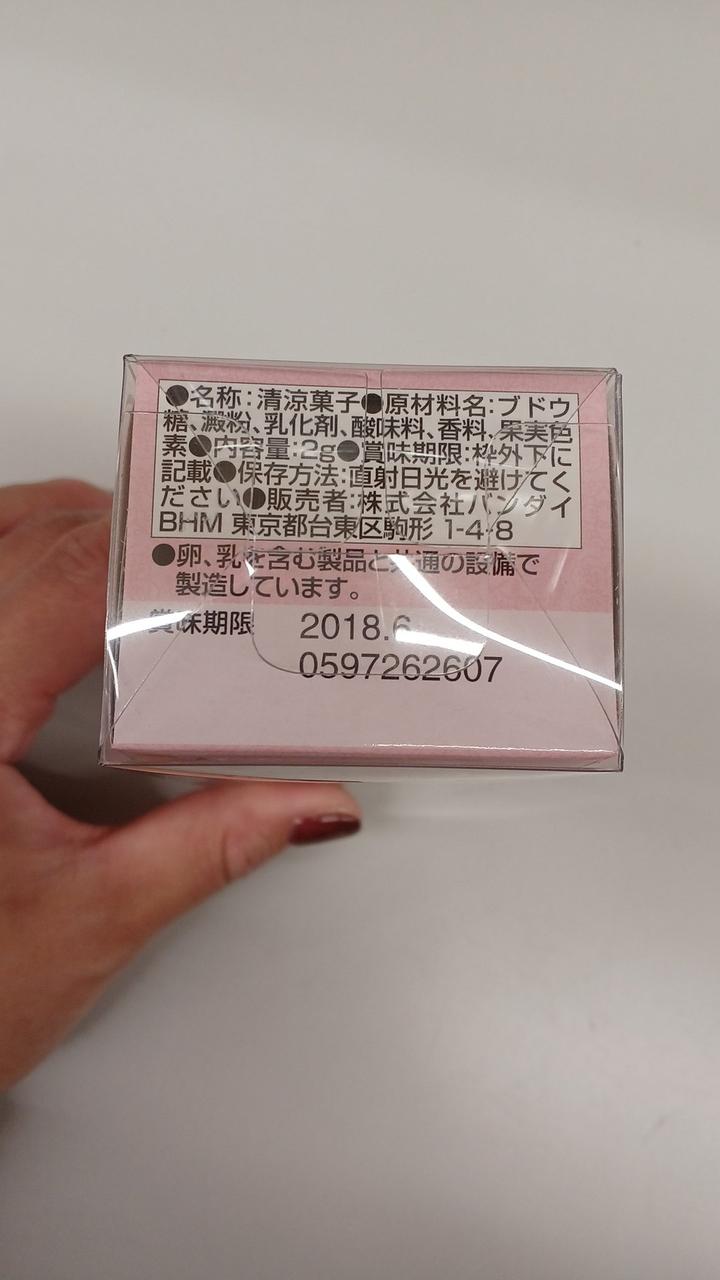 ●名称:清涼菓子●原材料名:ブドウ
糖、澱粉、乳化剤、酸味料、香料、果実色
素●内容量:2g●賞味期限:枠外下に
記載●保存方法:直射日光を避けてく
ださい●販売者:株式会社バンダイ
BHM 東京都台東区駒形 1-4-8
●卵、乳を含む製品と共通の設備で
製造しています。
賞味期限 2018.6
0597262607